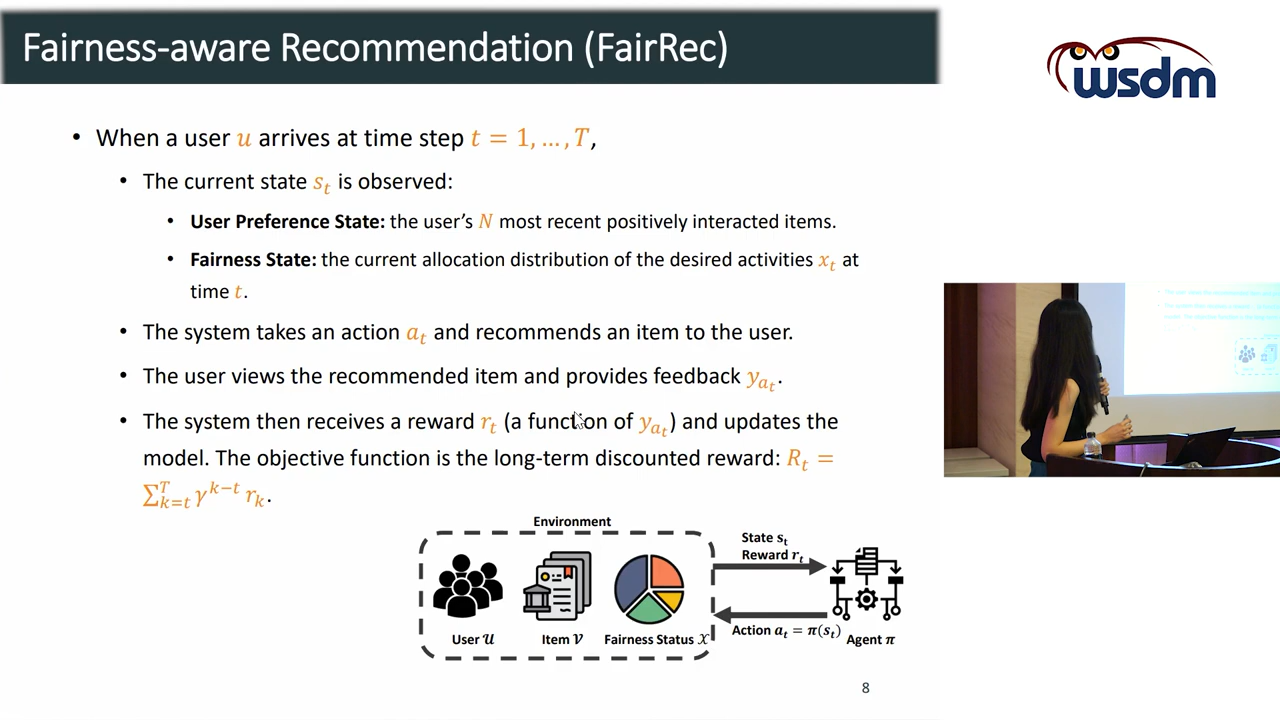 Fairness-aware Recommendation (FairRec)
wsdm
• When a user u arrives at time step t = 1, … , T,
• The current state s_t is observed:
• User Preference State: the user's N most recent positively interacted items.
• Fairness State: the current allocation distribution of the desired activities x_t at
time t.
• The system takes an action a_t and recommends an item to the user.
• The user views the recommended item and provides feedback y_{a_t}.
• The system then receives a reward r_t (a function of y_{a_t}) and updates the
model. The objective function is the long-term discounted reward: R_t =
∑_{k=t}^{T} γ^{k−t} r_k.
Environment
State s_t
Reward r_t
Action a_t = π(s_t)
User 𝒰
Item 𝒱
Fairness Status 𝒳
Agent π
8